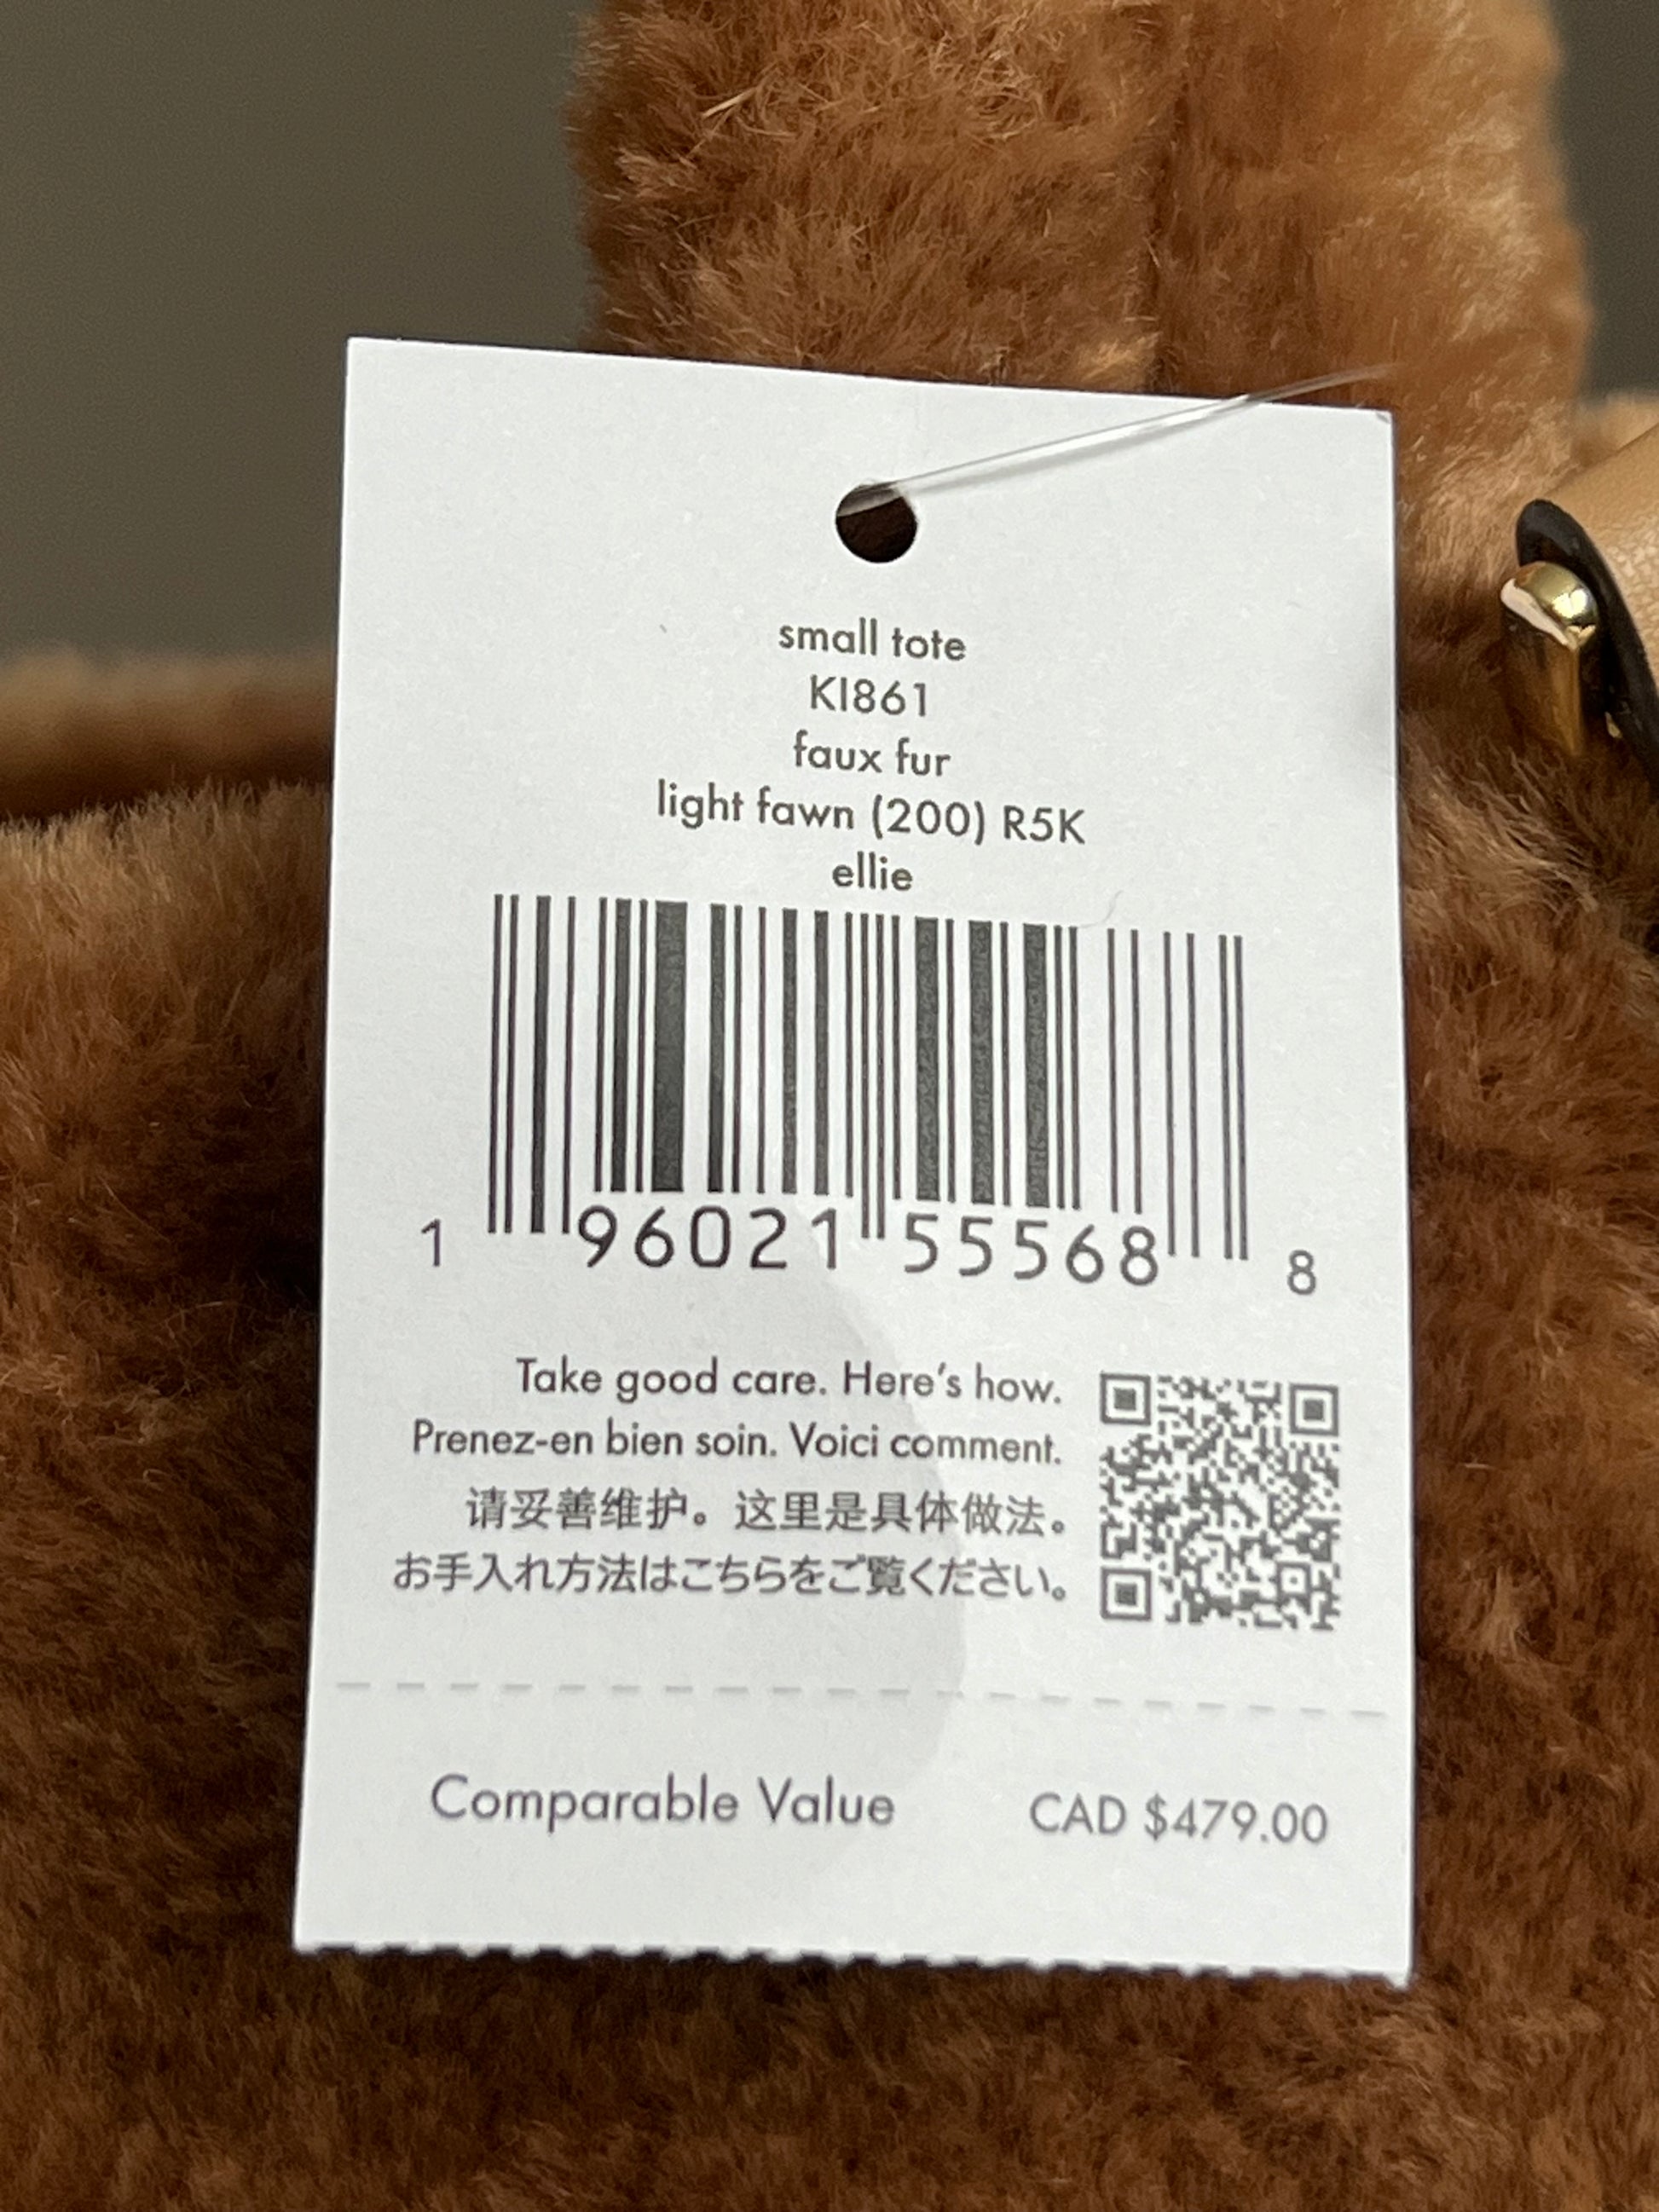 small tote
KI861
faux fur
light fawn (200) R5K
ellie
1 96021 55568 8
Take good care. Here's how.
Prenez-en bien soin. Voici comment.
请妥善维护。这里是具体做法。
お手入れ方法はこちらをご覧ください。
Comparable Value CAD $479.00